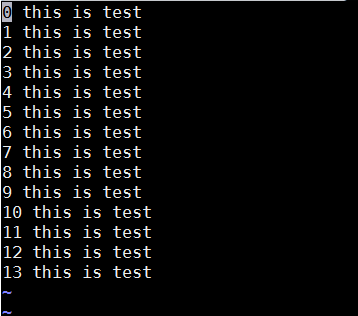 0 this is test
1 this is test
2 this is test
3 this is test
4 this is test
5 this is test
6 this is test
7 this is test
8 this is test
9 this is test
10 this is test
11 this is test
12 this is test
13 this is test
~
~